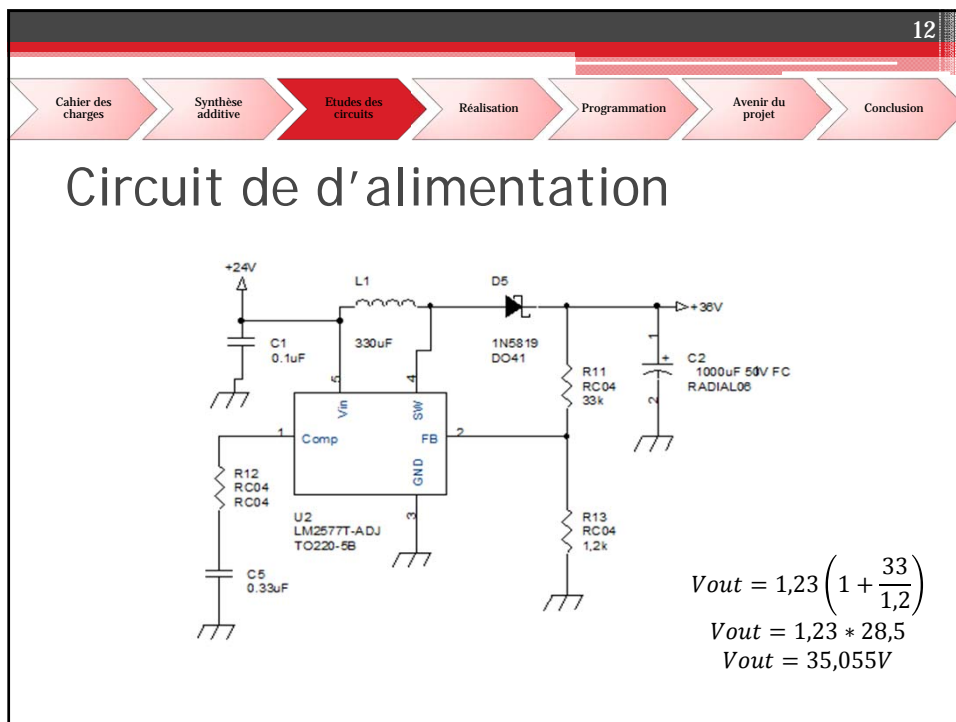 12
Cahier des
charges
Synthèse
additive
Etudes des
circuits
Réalisation
Programmation
Avenir du
projet
Conclusion
Circuit de d’alimentation
+24V
L1
D5
+36V
C1
0.1uF
330uF
1N5819
DO41
R11
RC04
33k
1
+
C2
1000uF 50V FC
RADIAL06
2
5
4
Vin
SW
1
Comp
FB
2
GND
3
R12
RC04
RC04
U2
LM2577T-ADJ
TO220-5B
R13
RC04
1,2k
C5
0.33uF
Vout = 1,23 (1 + 33/1,2)
Vout = 1,23 * 28,5
Vout = 35,055V